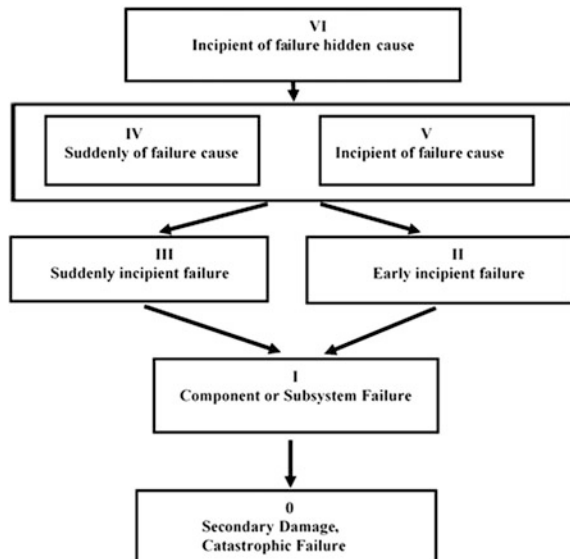 VI
Incipient of failure hidden cause
IV
Suddenly of failure cause
V
Incipient of failure cause
III
Suddenly incipient failure
II
Early incipient failure
I
Component or Subsystem Failure
0
Secondary Damage,
Catastrophic Failure